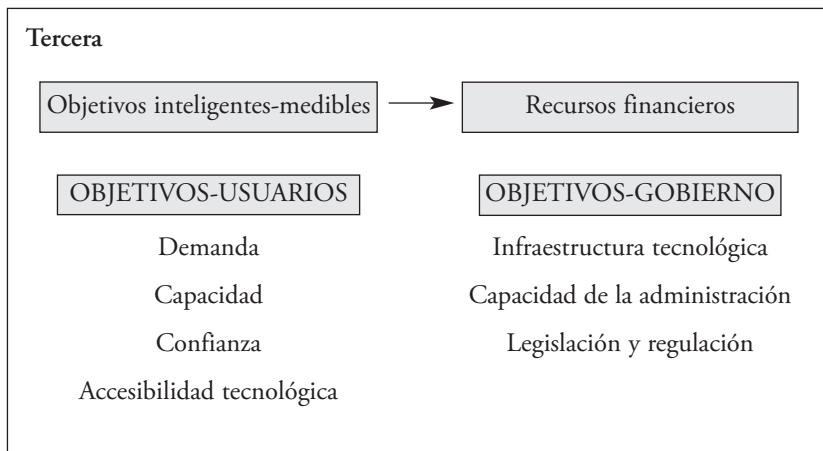 Tercera
Objetivos inteligentes-medibles
Recursos financieros
OBJETIVOS-USUARIOS
Demanda
Capacidad
Confianza
Accesibilidad tecnológica
OBJETIVOS-GOBIERNO
Infraestructura tecnológica
Capacidad de la administración
Legislación y regulación